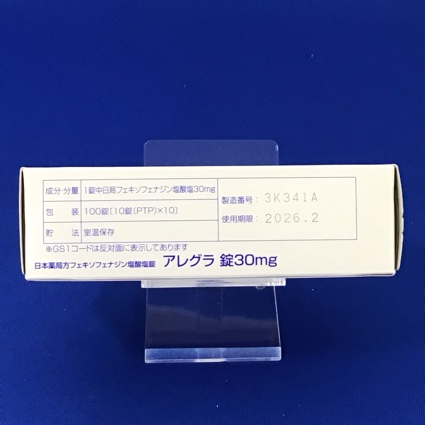 成分・分量 1錠中日局フェキソフェナジン塩酸塩30mg
包 装 100錠[10錠(PTP)×10]
貯 法 室温保存
製造番号: 3K341A
使用期限: 2026.2
※GS1コードは反対面に表示してあります
日本薬局方フェキソフェナジン塩酸塩錠 アレグラ 錠30mg